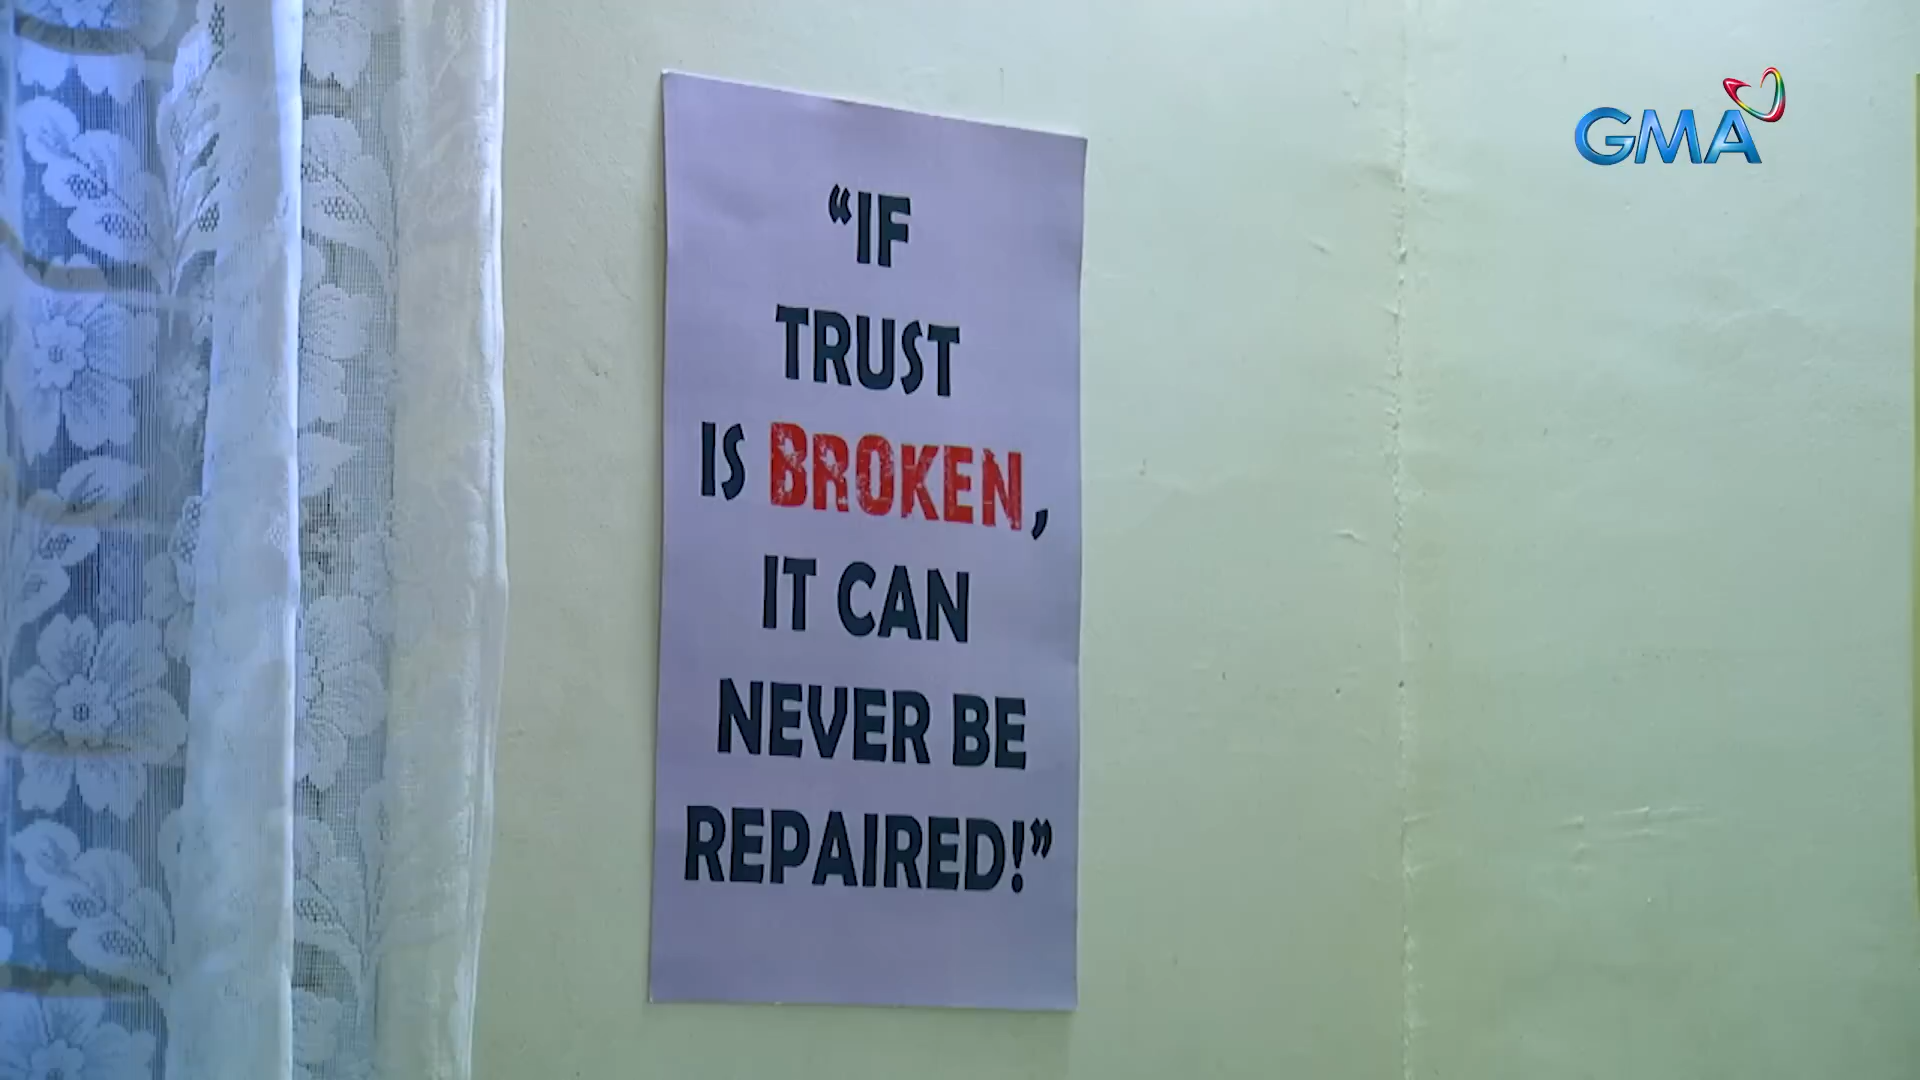 GMA
“IF
TRUST
IS BROKEN,
IT CAN
NEVER BE
REPAIRED!”